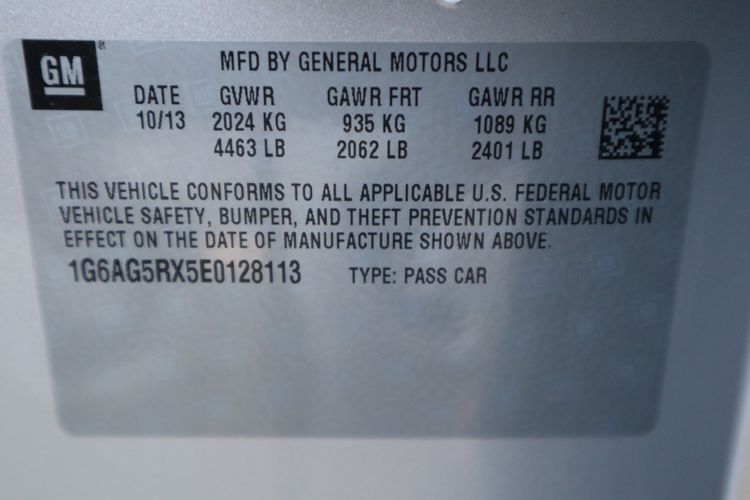 GM
MFD BY GENERAL MOTORS LLC
DATE GVWR GAWR FRT GAWR RR
10/13 2024 KG 935 KG 1089 KG
4463 LB 2062 LB 2401 LB
THIS VEHICLE CONFORMS TO ALL APPLICABLE U.S. FEDERAL MOTOR
VEHICLE SAFETY, BUMPER, AND THEFT PREVENTION STANDARDS IN
EFFECT ON THE DATE OF MANUFACTURE SHOWN ABOVE.
1G6AG5RX5E0128113 TYPE: PASS CAR